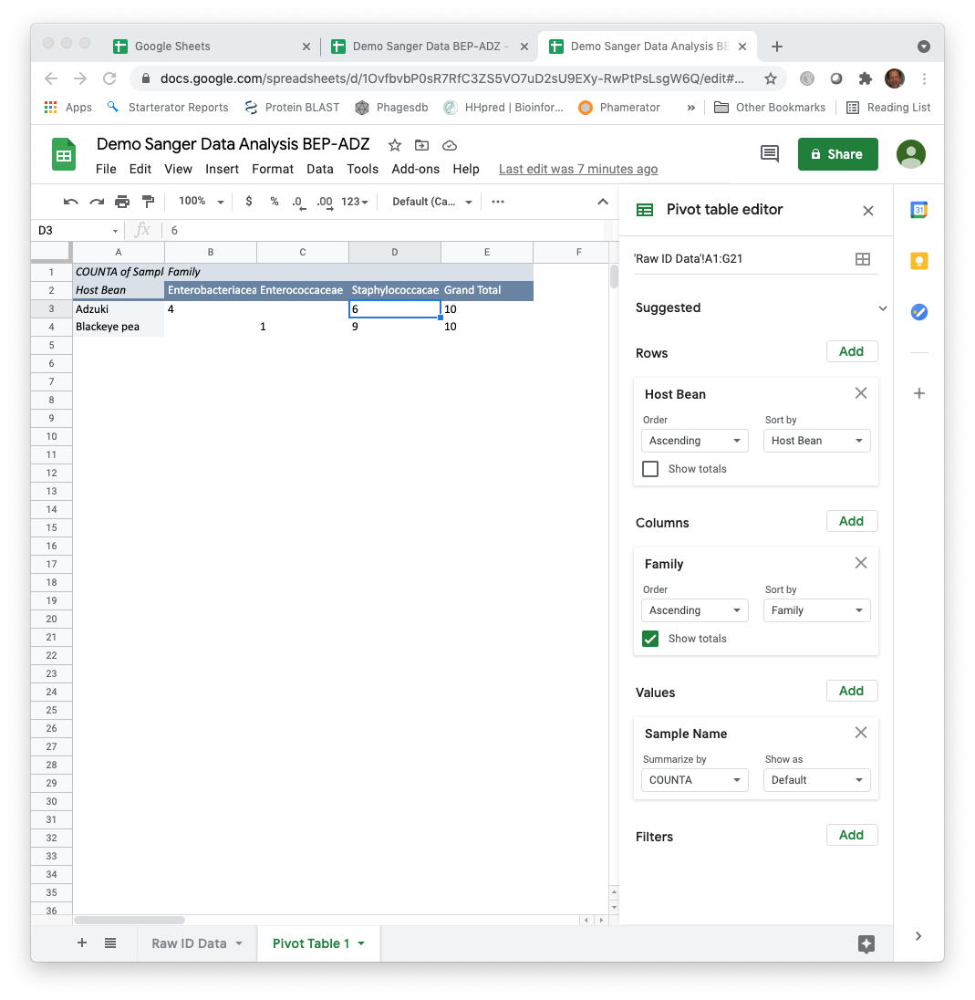 Google Sheets
Demo Sanger Data BEP-ADZ -
Demo Sanger Data Analysis BE
docs.google.com/spreadsheets/d/1OvfbvbP0sR7RfC3ZS5VO7uD2sU9EXy-RwPtPsLsgW6Q/edit#...
Apps Starterator Reports Protein BLAST Phagesdb HHpred | Bioinfor... Phamerator » Other Bookmarks Reading List
Demo Sanger Data Analysis BEP-ADZ
Share
File Edit View Insert Format Data Tools Add-ons Help Last edit was 7 minutes ago
100% $ % .0 .00 123 Default (Ca... ...
D3 fx 6
A B C D E F
1 COUNTA of Sampl Family
2 Host Bean Enterobacteriacea Enterococcaceae Staphylococcacae Grand Total
3 Adzuki 4 6 10
4 Blackeye pea 1 9 10
5
6
7
8
9
10
11
12
13
14
15
16
17
18
19
20
21
22
23
24
25
26
27
28
29
30
31
32
33
34
35
36
Raw ID Data Pivot Table 1
Pivot table editor
'Raw ID Data'!A1:G21
Suggested
Rows Add
Host Bean
Order Sort by
Ascending Host Bean
Show totals
Columns Add
Family
Order Sort by
Ascending Family
Show totals
Values Add
Sample Name
Summarize by Show as
COUNTA Default
Filters Add
31